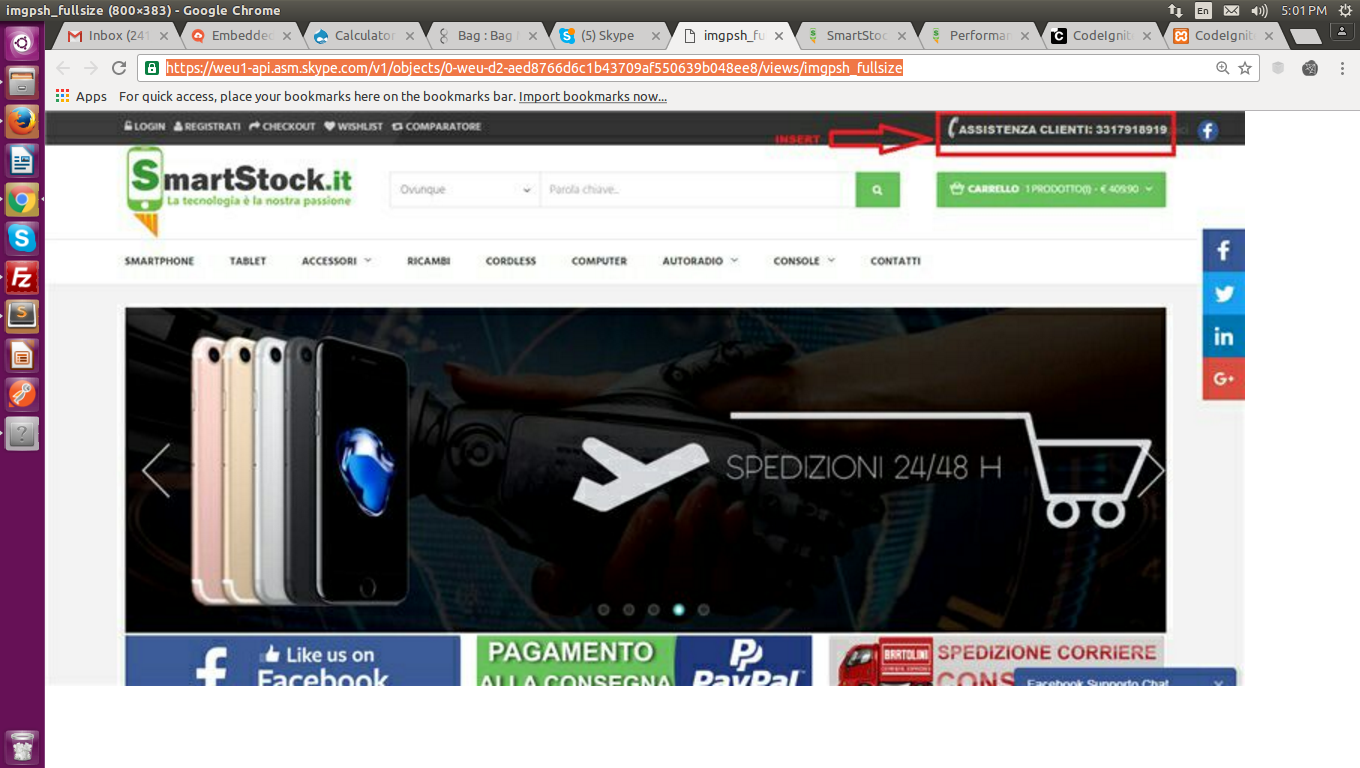 imgpsh_fullsize (800×383) - Google Chrome
En
5:01 PM
Inbox (241
Embedded
Calculator
Bag : Bag
(5) Skype
imgpsh_fu
SmartStoc
Performan
CodeIgnit
CodeIgnit
https://weu1-api.asm.skype.com/v1/objects/0-weu-d2-aed8766d6c1b43709af550639b048ee8/views/imgpsh_fullsize
Apps For quick access, place your bookmarks here on the bookmarks bar. Import bookmarks now...
LOGIN REGISTRATI CHECKOUT WISHLIST COMPARATORE
INSERT
ASSISTENZA CLIENTI: 3317918919
SmartStock.it
La tecnologia è la nostra passione
Ovunque
Parola chiave..
CARRELLO 1 PRODOTTO(I) - € 409.90
SMARTPHONE TABLET ACCESSORI RICAMBI CORDLESS COMPUTER AUTORADIO CONSOLE CONTATTI
SPEDIZIONI 24/48 H
Like us on
Facebook
PAGAMENTO
ALLA CONSEGNA
PayPal
BARTOLINI
SPEDIZIONE CORRIERE
CONS
Facebook Supporto Chat